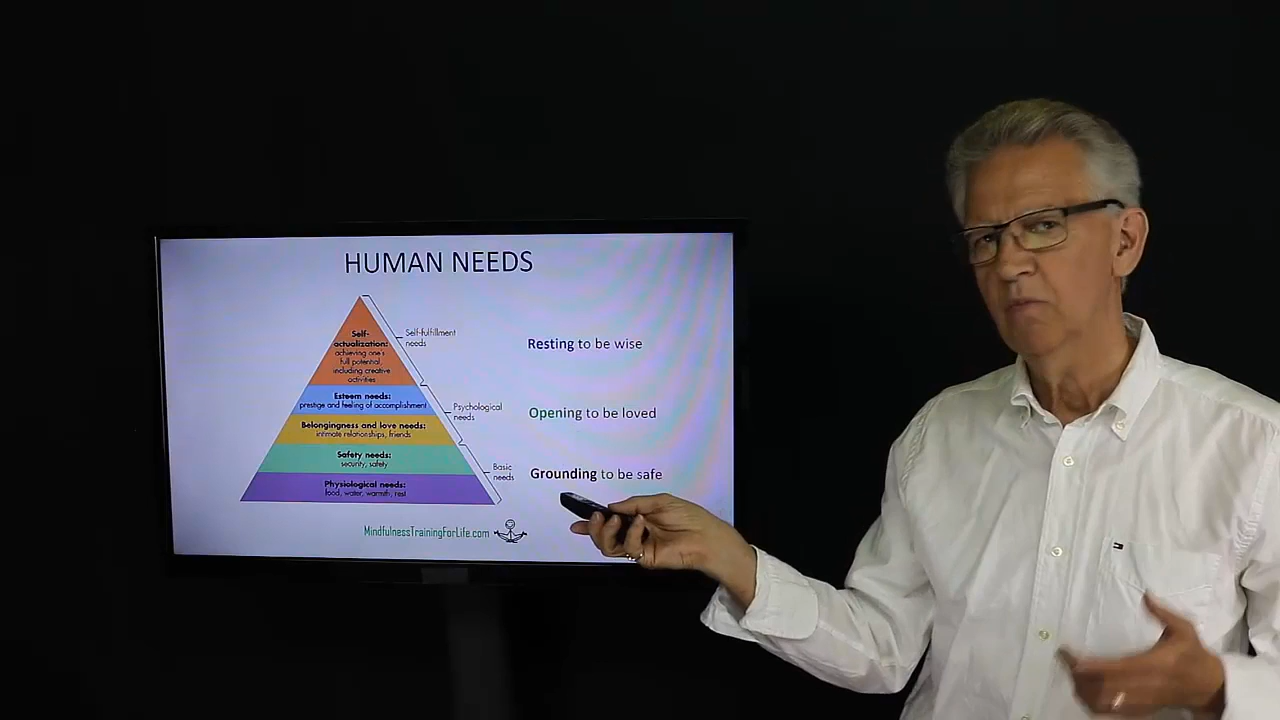 HUMAN NEEDS
Self-
actualization:
achieving one's
full potential,
including creative
activities
Self-fulfillment
needs
Resting to be wise
Esteem needs:
prestige and feeling of accomplishment
Psychological
needs
Opening to be loved
Belongingness and love needs:
intimate relationships, friends
Safety needs:
security, safety
Basic
needs
Grounding to be safe
Physiological needs:
food, water, warmth, rest
MindfulnessTrainingForLife.com